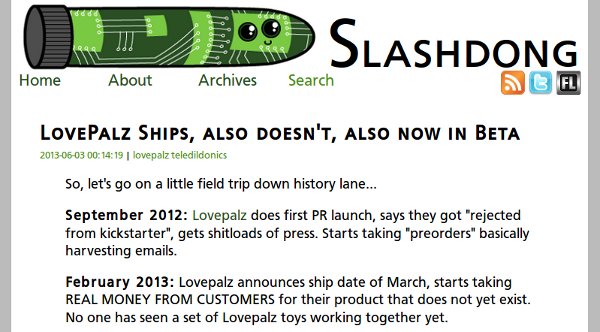 SLASHDONG
Home About Archives Search
FL
LOVEPALZ SHIPS, ALSO DOESN'T, ALSO NOW IN BETA
2013-06-03 00:14:19 | lovepalz teledildonics
So, let's go on a little field trip down history lane...
September 2012: Lovepalz does first PR launch, says they got "rejected
from kickstarter", gets shitloads of press. Starts taking "preorders" basically
harvesting emails.
February 2013: Lovepalz announces ship date of March, starts taking
REAL MONEY FROM CUSTOMERS for their product that does not yet exist.
No one has seen a set of Lovepalz toys working together yet.